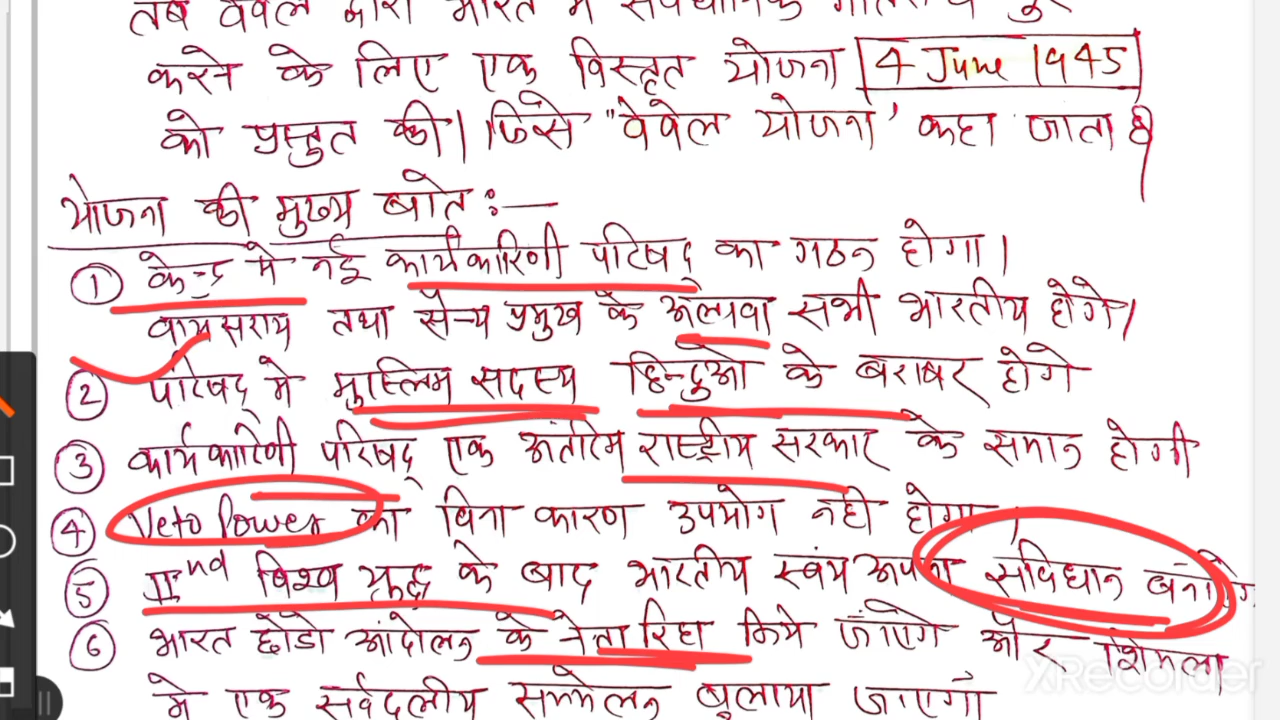 तब वेवेल द्वारा भारत में संवैधानिक गतिरोध दूर
करने के लिए एक विस्तृत योजना 4 June 1945
को प्रस्तुत की। जिसे "वेवेल योजना' कहा जाता है।
योजना की मुख्य बाते :—
① केन्द्र मे नई कार्यकारिणी परिषद् का गठन होगा।
वायसराय तथा सैन्य प्रमुख के अलावा सभी भारतीय होगे।
② परिषद् मे मुस्लिम सदस्य हिन्दुओ के बराबर होगे
③ कार्यकारिणी परिषद् एक अंतरिम राष्ट्रीय सरकार के समान होगी
④ Veto Power का बिना कारण उपयोग नही होगा।
⑤ IInd विश्व युद्ध के बाद भारतीय स्वंय अपना संविधान बनाएगे
⑥ भारत छोडो आंदोलन के नेता रिहा किये जाँएगे और शिमला
मे एक सर्वदलीय सम्मेलन बुलाया जाएगा
XRecorder